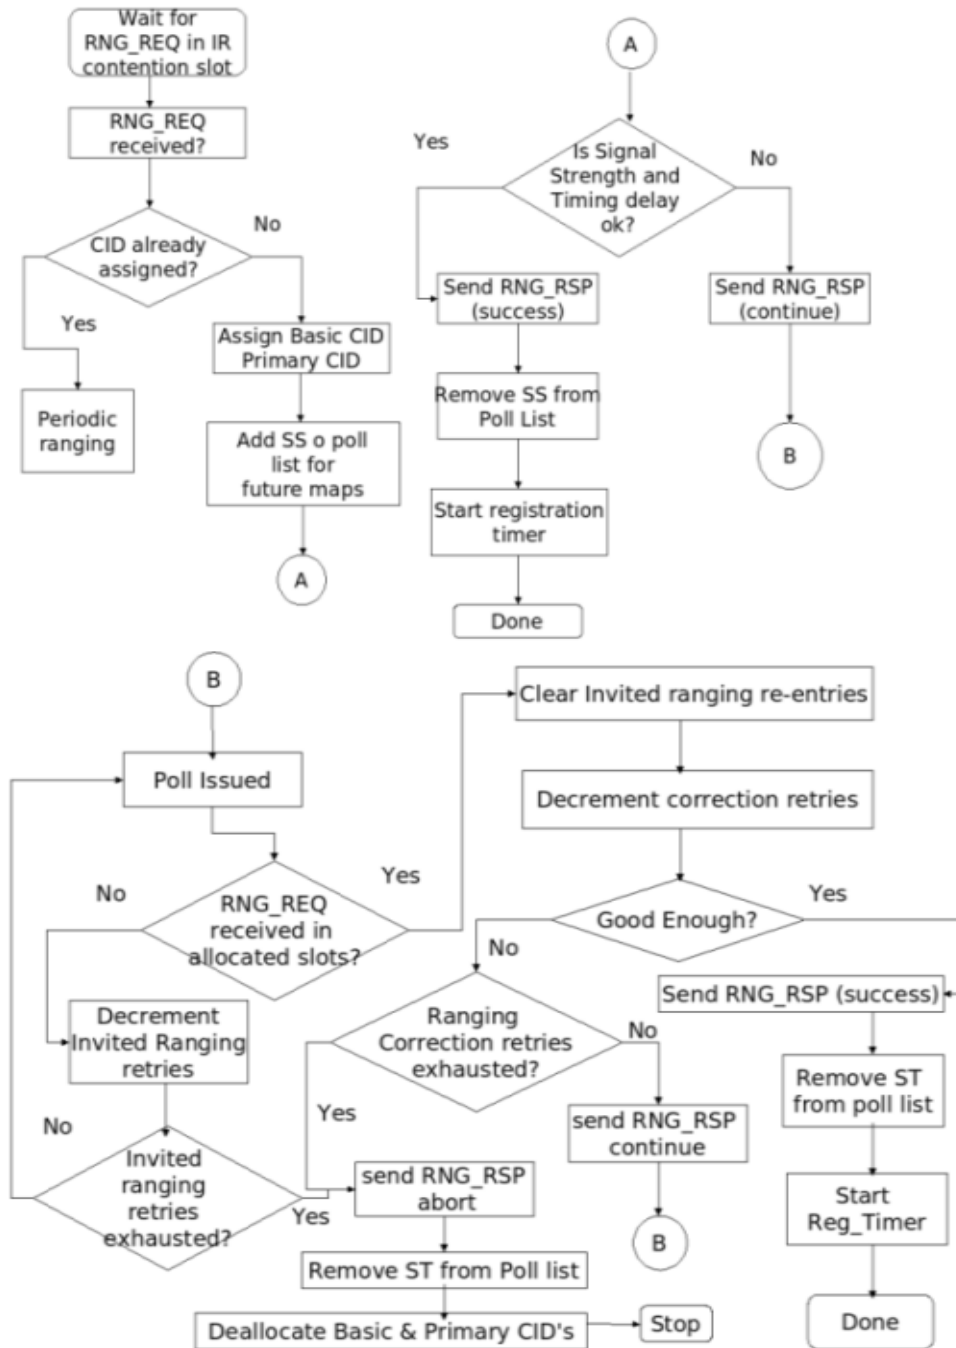 Wait for
RNG_REQ in IR
contention slot
RNG_REQ
received?
CID already
assigned?
No
Yes
Periodic
ranging
Assign Basic CID
Primary CID
Add SS o poll
list for
future maps
A
A
Is Signal
Strength and
Timing delay
ok?
Yes
No
Send RNG_RSP
(success)
Send RNG_RSP
(continue)
Remove SS from
Poll List
B
Start registration
timer
Done
B
Poll Issued
RNG_REQ
received in
allocated slots?
No
Yes
Decrement
Invited Ranging
retries
No
Invited
ranging
retries
exhausted?
Yes
Clear Invited ranging re-entries
Decrement correction retries
Good Enough?
Yes
No
Ranging
Correction retries
exhausted?
No
Yes
send RNG_RSP
continue
B
send RNG_RSP
abort
Remove ST from Poll list
Deallocate Basic & Primary CID's
Stop
Send RNG_RSP (success)
Remove ST
from poll list
Start
Reg_Timer
Done